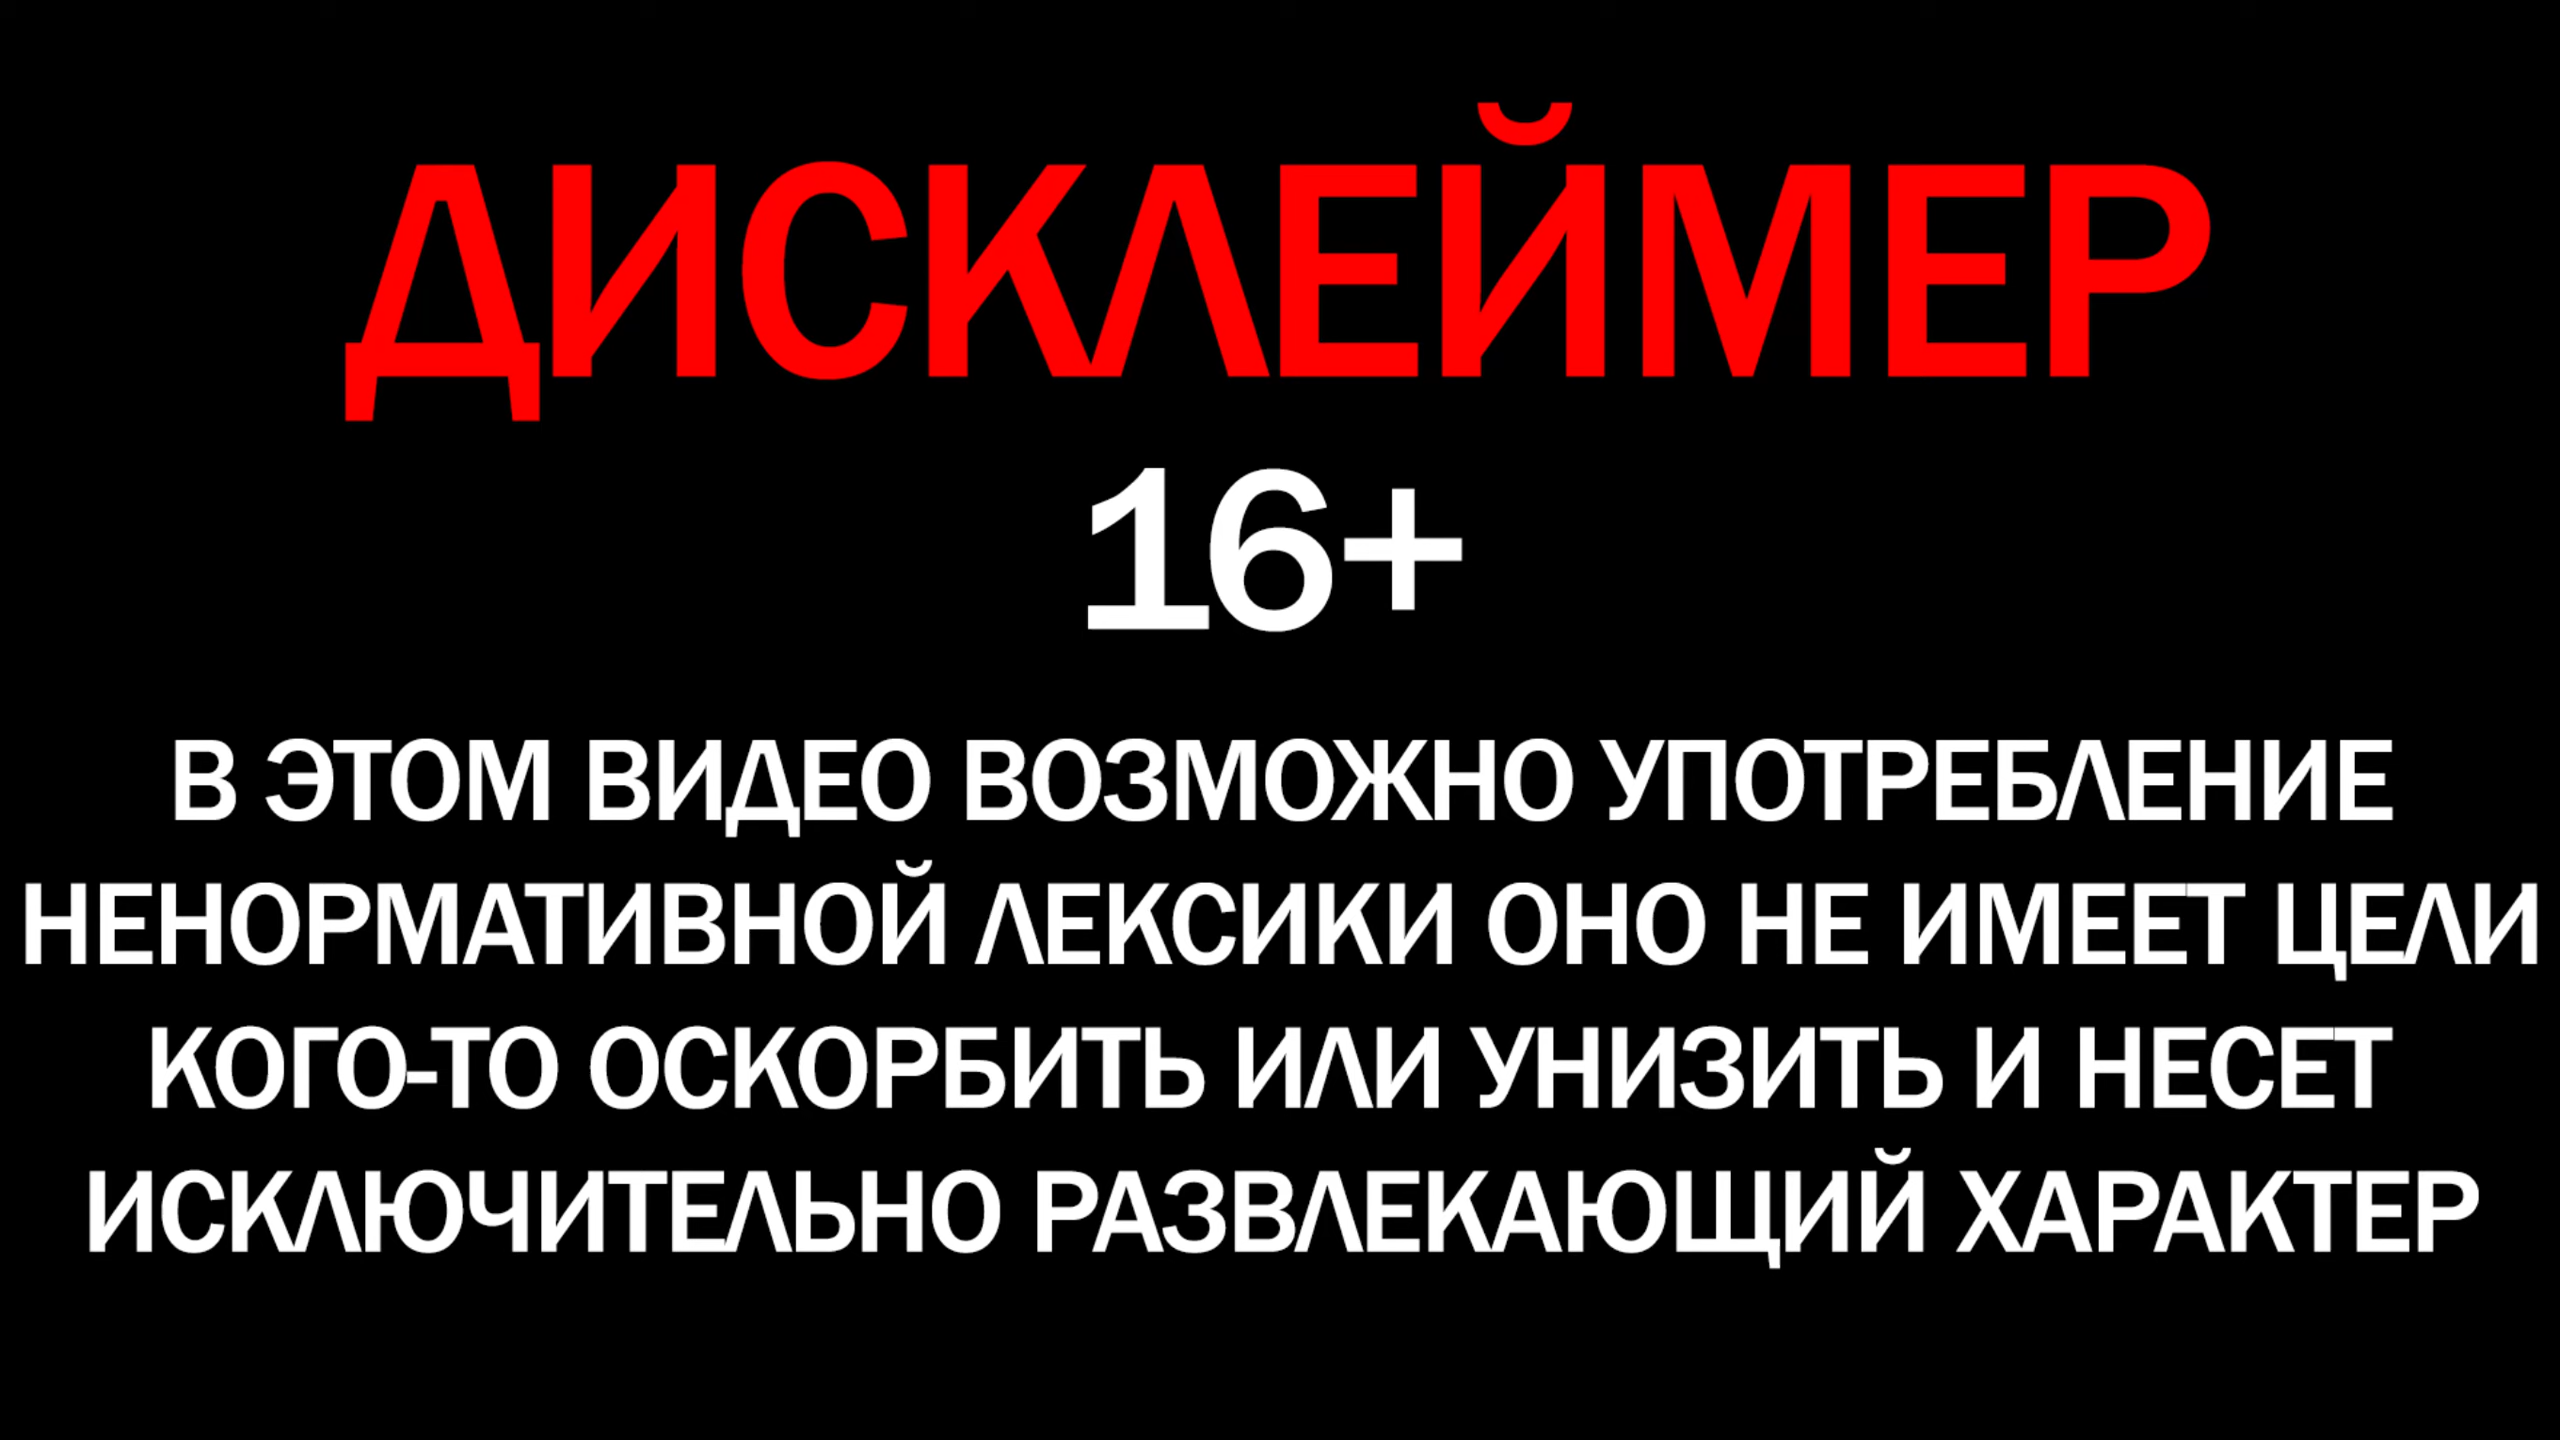 ДИСКЛЕЙМЕР
16+
В ЭТОМ ВИДЕО ВОЗМОЖНО УПОТРЕБЛЕНИЕ
НЕНОРМАТИВНОЙ ЛЕКСИКИ ОНО НЕ ИМЕЕТ ЦЕЛИ
КОГО-ТО ОСКОРБИТЬ ИЛИ УНИЗИТЬ И НЕСЕТ
ИСКЛЮЧИТЕЛЬНО РАЗВЛЕКАЮЩИЙ ХАРАКТЕР